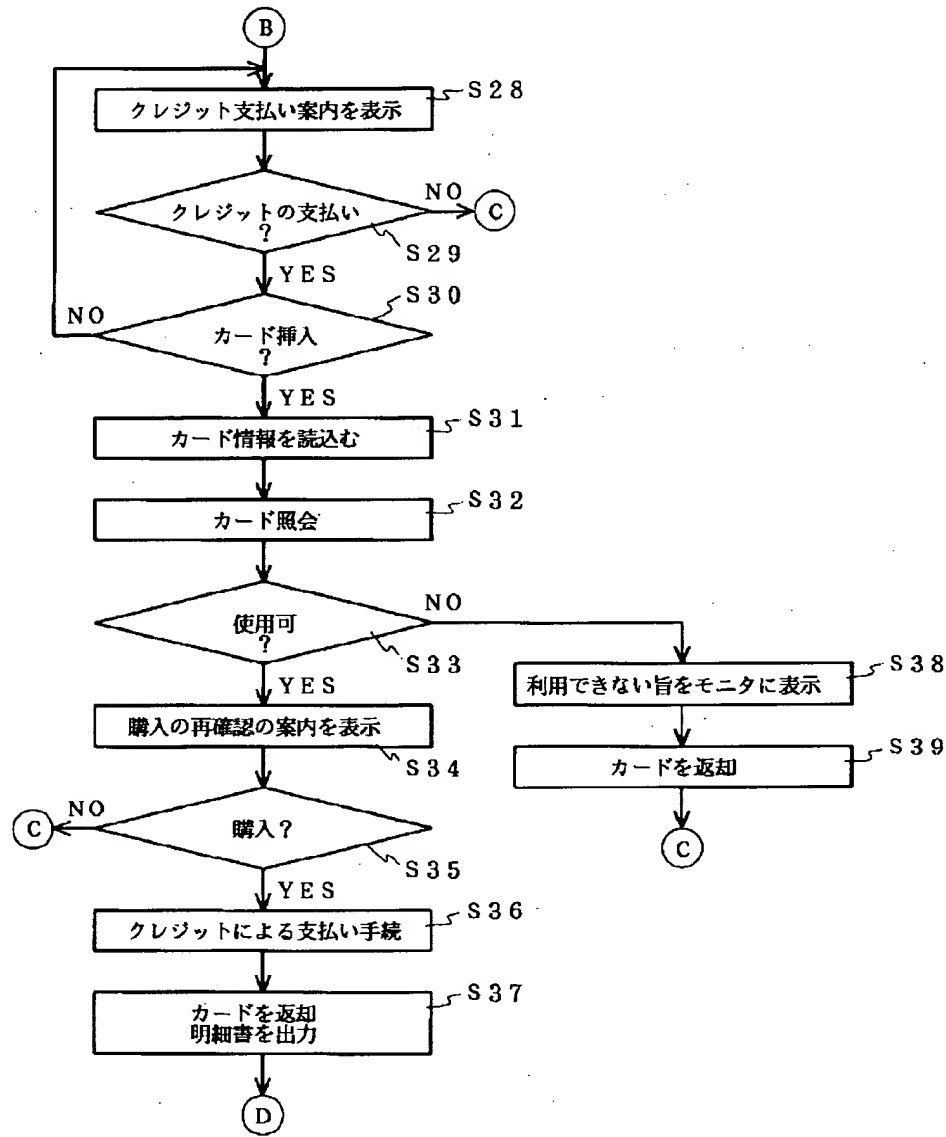 B
クレジット支払い案内を表示
S28
クレジットの支払い
?
NO
C
S29
YES
S30
NO
カード挿入
?
YES
カード情報を読込む
S31
カード照会
S32
使用可
?
NO
S33
YES
利用できない旨をモニタに表示
S38
購入の再確認の案内を表示
S34
カードを返却
S39
C
NO
購入?
C
S35
YES
クレジットによる支払い手続
S36
カードを返却
明細書を出力
S37
D